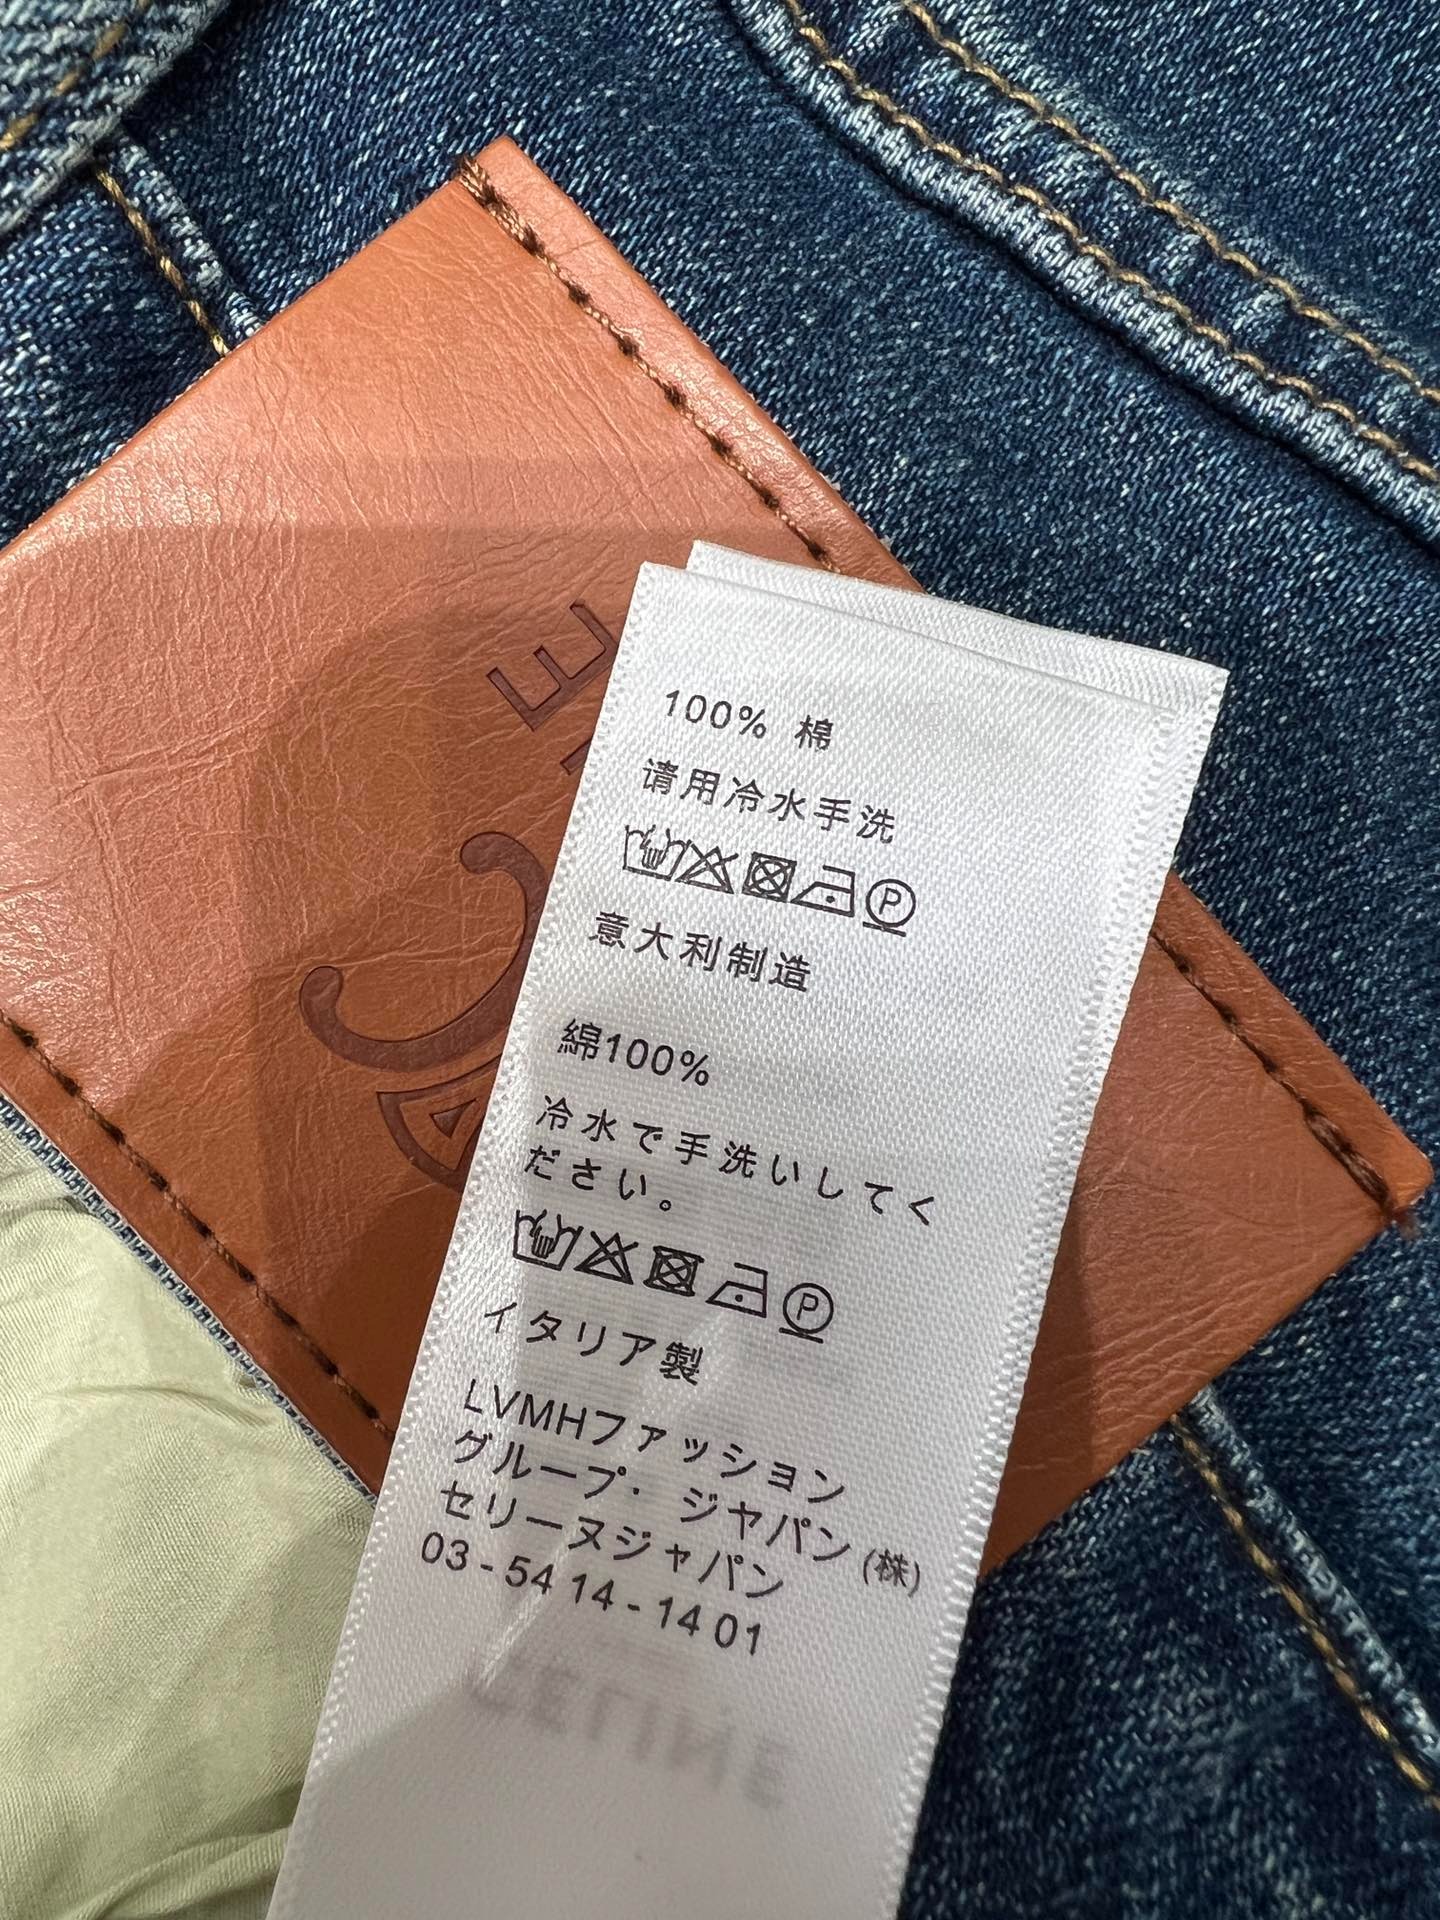 100% 棉
请用冷水手洗
P
意大利制造
綿100%
冷水で手洗いしてく
ださい。
P
イタリア製
LVMHファッション
グループ・ジャパン(株)
セリーヌジャパン
03-5414-1401